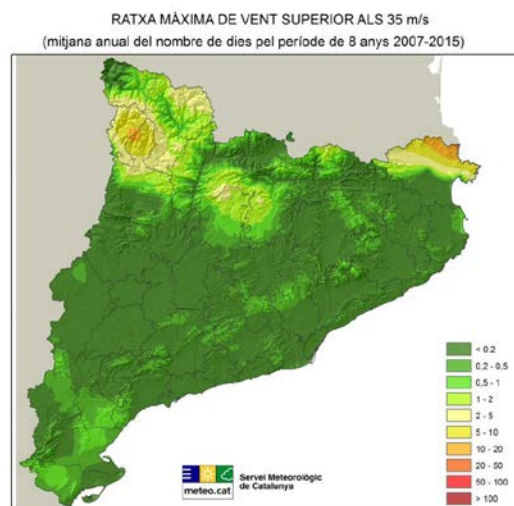 RATXA MÀXIMA DE VENT SUPERIOR ALS 35 m/s
(mitjana anual del nombre de dies pel període de 8 anys 2007-2015)
< 0,2
0,2 - 0,5
0,5 - 1
1 - 2
2 - 5
5 - 10
10 - 20
20 - 50
50 - 100
> 100
meteo.cat
Servei Meteorològic
de Catalunya